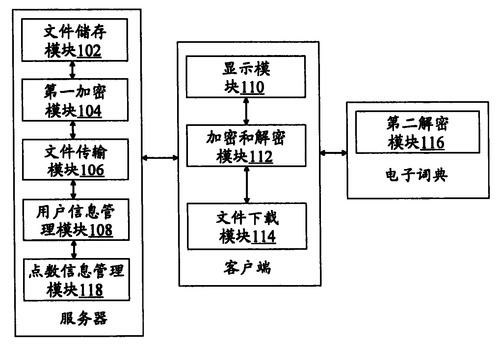 文件储存
模块102
第一加密
模块104
文件传输
模块106
用户信息管
理模块108
点数信息管理
模块118
服务器
显示模
块110
加密和解密
模块112
文件下载
模块114
客户端
第二解密
模块116
电子词典